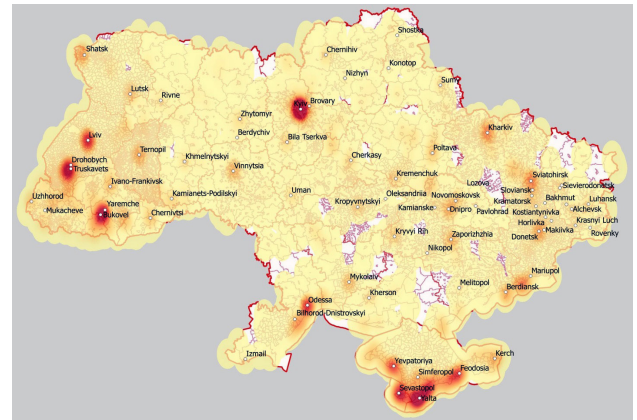 Shostka
Shatsk
Chernihiv
Konotop
Nizhyn
Sumy
Lutsk
Rivne
Kyiv
Brovary
Zhytomyr
Kharkiv
Lviv
Berdychiv
Bila Tserkva
Poltava
Ternopil
Drohobych
Khmelnytskyi
Cherkasy
Truskavets
Vinnytsia
Sviatohirsk
Kremenchuk
Lozova
Sloviansk
Sievierodonetsk
Ivano-Frankivsk
Uzhhorod
Kamianets-Podilskyi
Uman
Oleksandriia
Novomoskovsk
Kramatorsk
Bakhmut
Luhansk
Yaremche
Kropyvnytskyi
Kamianske
Dnipro
Pavlohrad
Kostiantynivka
Alchevsk
Mukacheve
Bukovel
Chernivtsi
Horlivka
Krasnyi Luch
Kryvyi Rih
Zaporizhzhia
Donetsk
Makiivka
Rovenky
Nikopol
Mykolaiv
Mariupol
Melitopol
Berdiansk
Odessa
Kherson
Bilhorod-Dnistrovskyi
Izmail
Yevpatoriya
Kerch
Simferopol
Feodosia
Sevastopol
Yalta